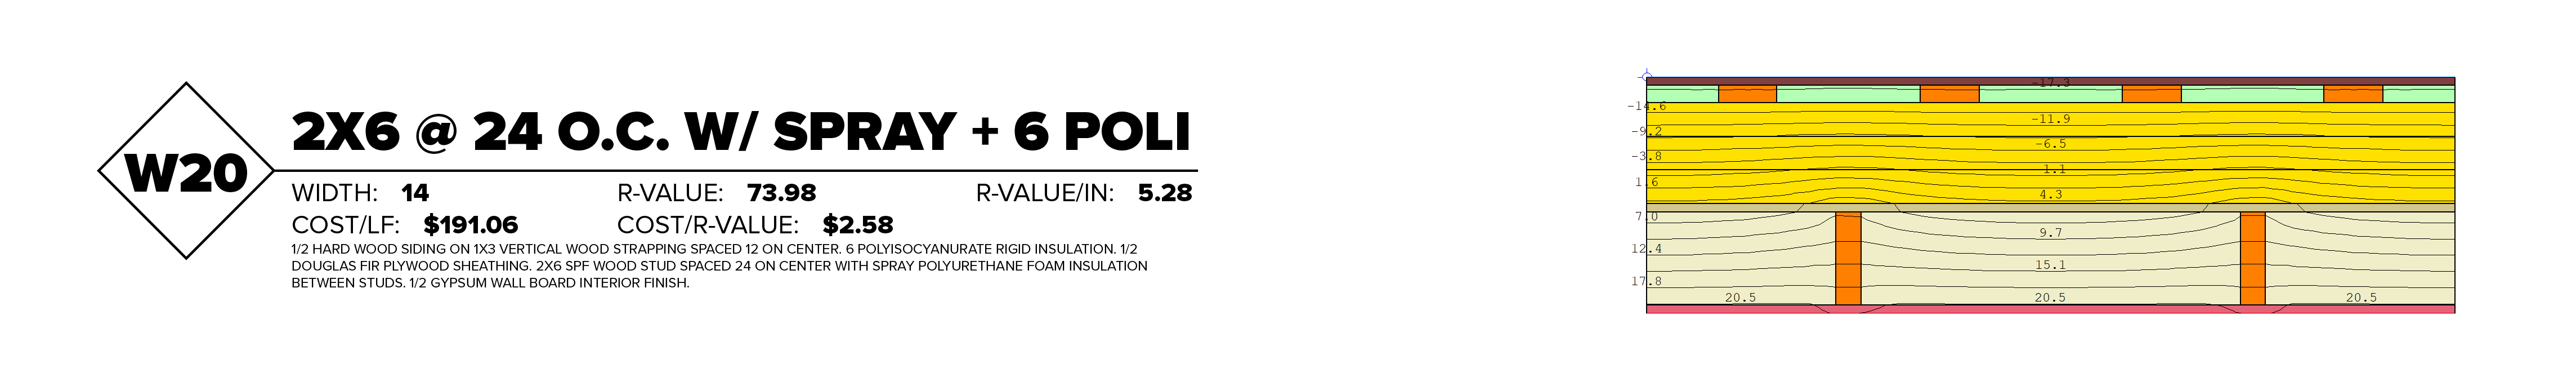 W20
2X6 @ 24 O.C. W/ SPRAY + 6 POLI
WIDTH: 14 R-VALUE: 73.98 R-VALUE/IN: 5.28
COST/LF: $191.06 COST/R-VALUE: $2.58
1/2 HARD WOOD SIDING ON 1X3 VERTICAL WOOD STRAPPING SPACED 12 ON CENTER. 6 POLYISOCYANURATE RIGID INSULATION. 1/2
DOUGLAS FIR PLYWOOD SHEATHING. 2X6 SPF WOOD STUD SPACED 24 ON CENTER WITH SPRAY POLYURETHANE FOAM INSULATION
BETWEEN STUDS. 1/2 GYPSUM WALL BOARD INTERIOR FINISH.
-17.3
-14.6
-11.9
-9.2
-6.5
-3.8
1.1
1.6
4.3
7.0
9.7
12.4
15.1
17.8
20.5 20.5 20.5